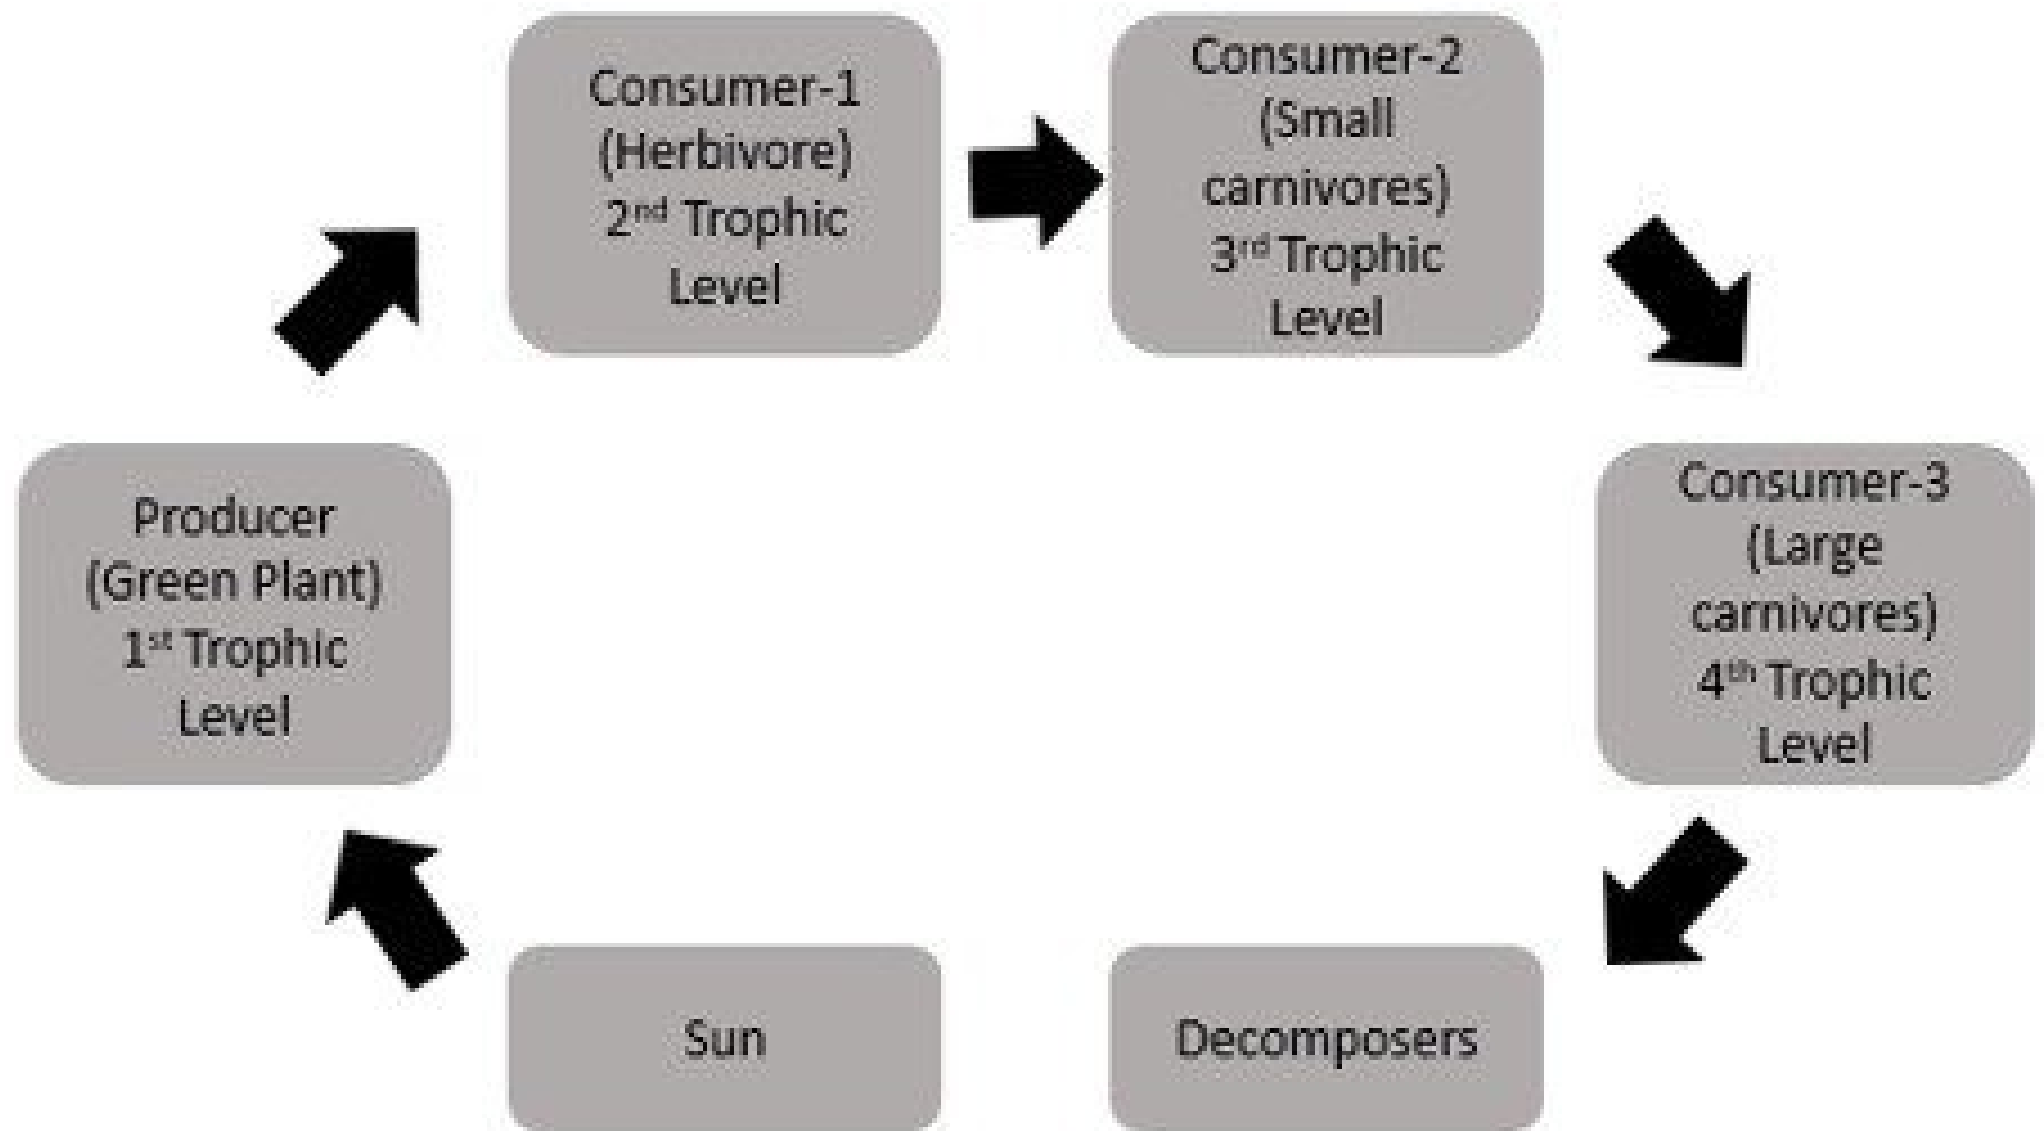 Consumer-1
(Herbivore)
2nd Trophic
Level
Consumer-2
(Small
carnivores)
3rd Trophic
Level
Producer
(Green Plant)
1st Trophic
Level
Consumer-3
(Large
carnivores)
4th Trophic
Level
Sun
Decomposers